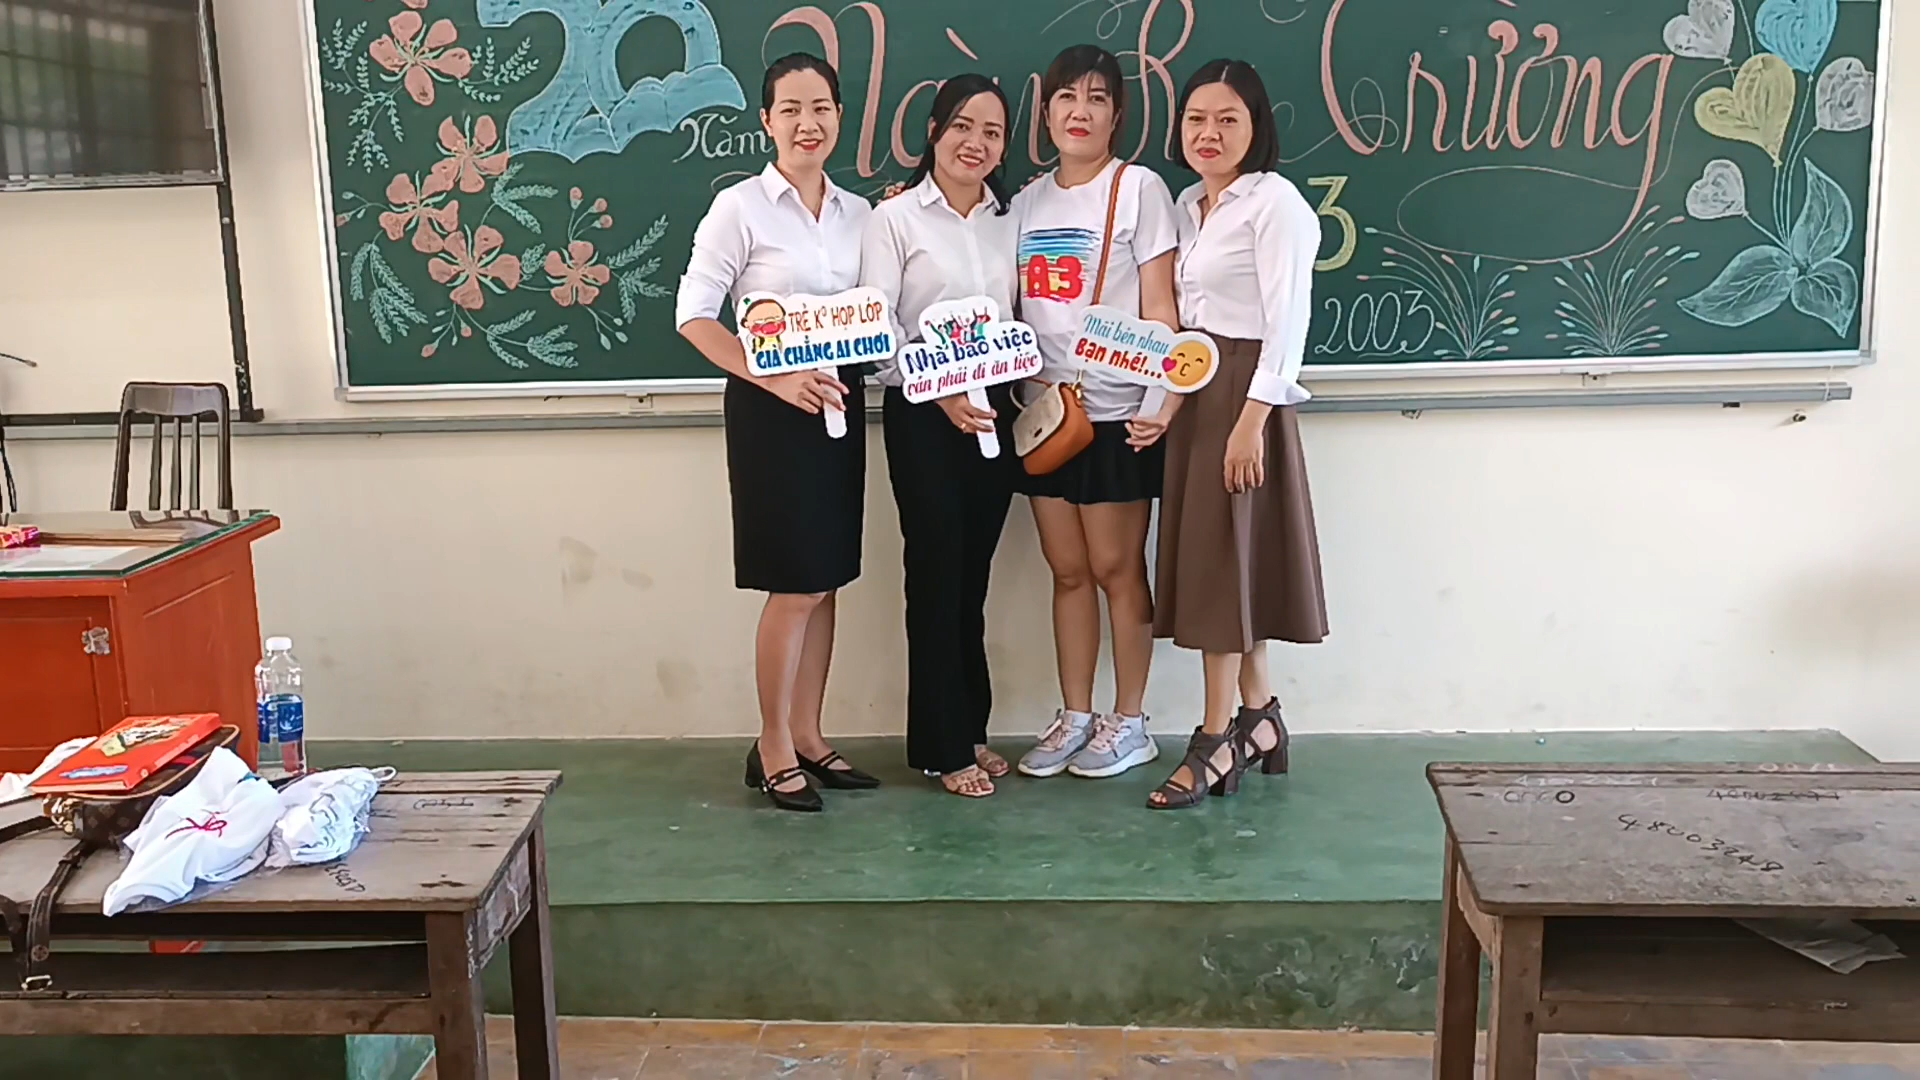 20
Năm
Ngày Ra Trường
3
2003
TRẺ K° HỌP LỚP
GIÀ CHẲNG AI CHƠI
Nhà bao việc
vẫn phải đi ăn tiệc
A3
Mãi bên nhau
Bạn nhé!...
48003248